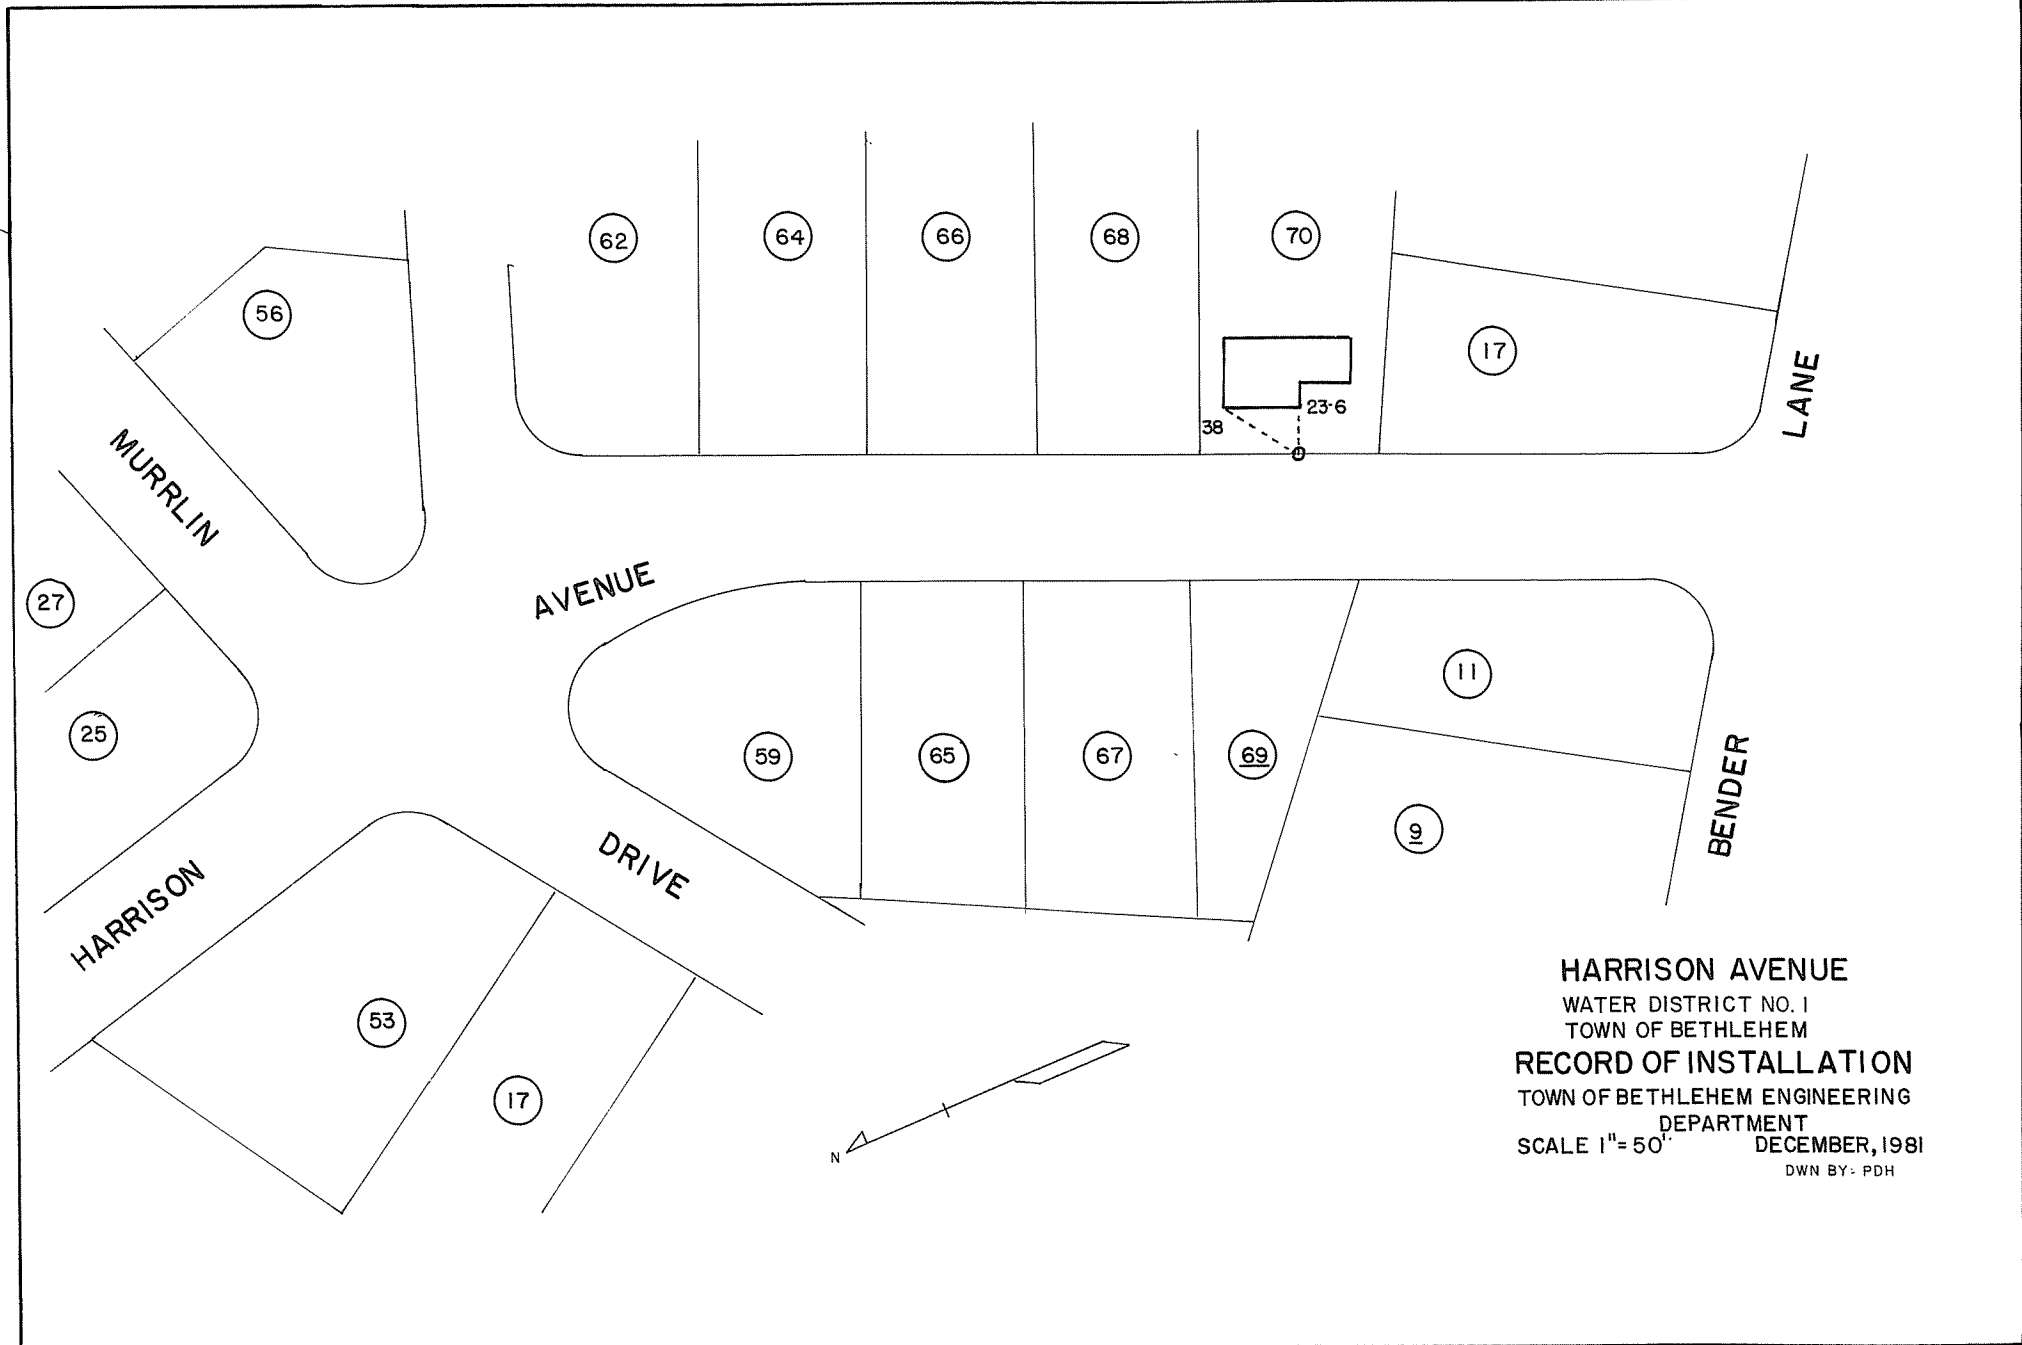 62
64
66
68
70
56
17
LANE
23-6
38
MURRLIN
AVENUE
27
25
59
65
67
69
11
9
BENDER
DRIVE
HARRISON
53
17
N
HARRISON AVENUE
WATER DISTRICT NO. 1
TOWN OF BETHLEHEM
RECORD OF INSTALLATION
TOWN OF BETHLEHEM ENGINEERING
DEPARTMENT
SCALE 1"=50' DECEMBER, 1981
DWN BY: PDH